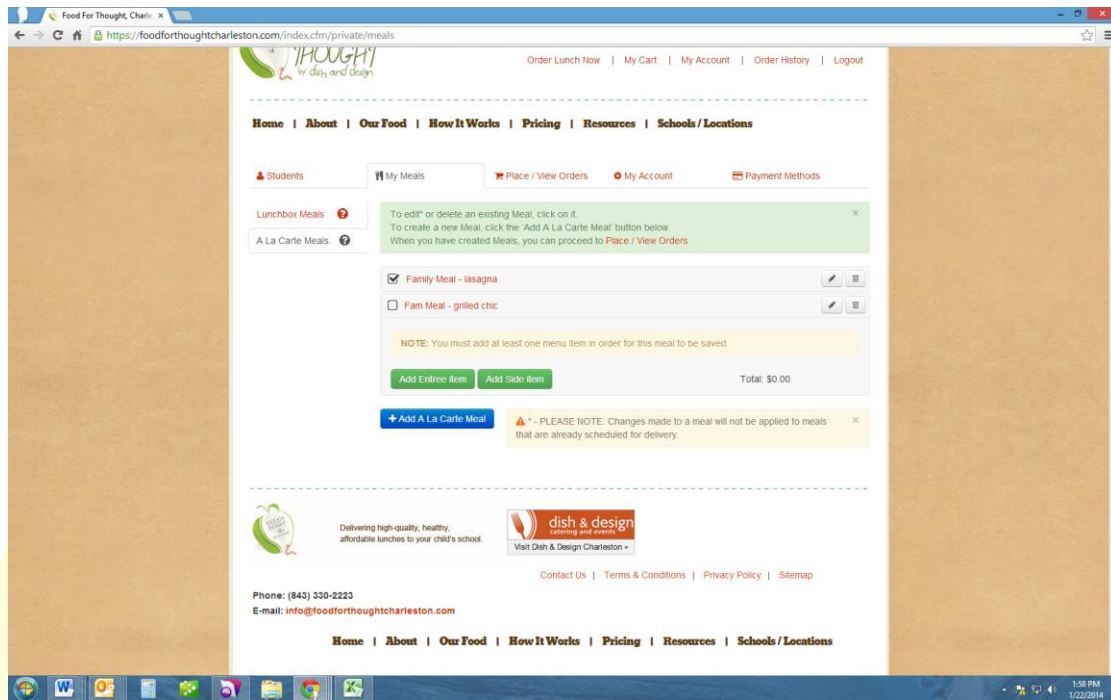 Food For Thought, Charle
https://foodforthoughtcharleston.com/index.cfm/private/meals
THOUGHT
by dish and design
Order Lunch Now | My Cart | My Account | Order History | Logout
Home | About | Our Food | How It Works | Pricing | Resources | Schools / Locations
Students My Meals Place / View Orders My Account Payment Methods
Lunchbox Meals ?
A La Carte Meals ?
To edit* or delete an existing Meal, click on it.
To create a new Meal, click the 'Add A La Carte Meal' button below.
When you have created Meals, you can proceed to Place / View Orders
Family Meal - lasagna
Fam Meal - grilled chic
NOTE: You must add at least one menu item in order for this meal to be saved.
Add Entree Item Add Side Item Total: $0.00
+ Add A La Carte Meal
* - PLEASE NOTE: Changes made to a meal will not be applied to meals
that are already scheduled for delivery.
Delivering high-quality, healthy,
affordable lunches to your child's school.
dish & design
catering and events
Visit Dish & Design Charleston »
Contact Us | Terms & Conditions | Privacy Policy | Sitemap
Phone: (843) 330-2223
E-mail: info@foodforthoughtcharleston.com
Home | About | Our Food | How It Works | Pricing | Resources | Schools / Locations
1:58 PM
1/22/2014